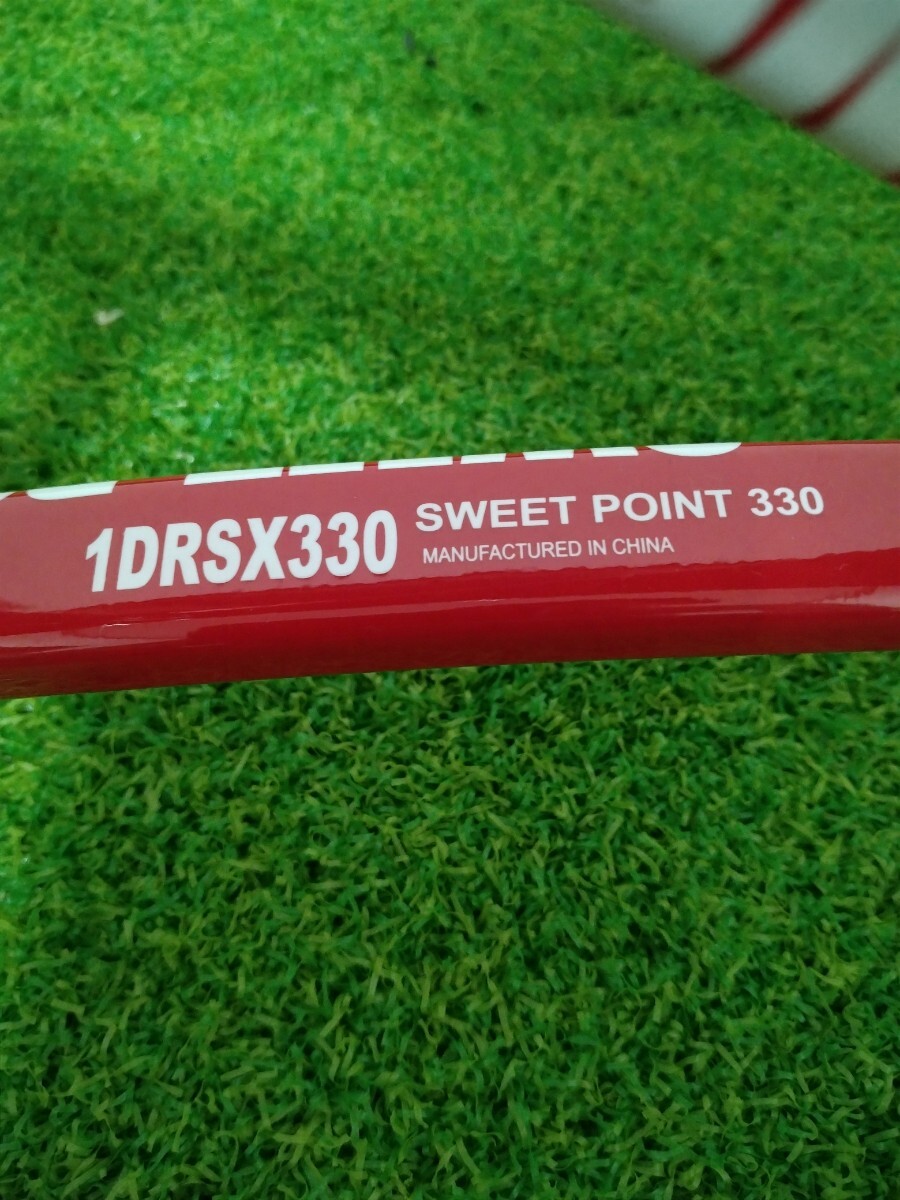 1DRSX330
SWEET POINT 330
MANUFACTURED IN CHINA